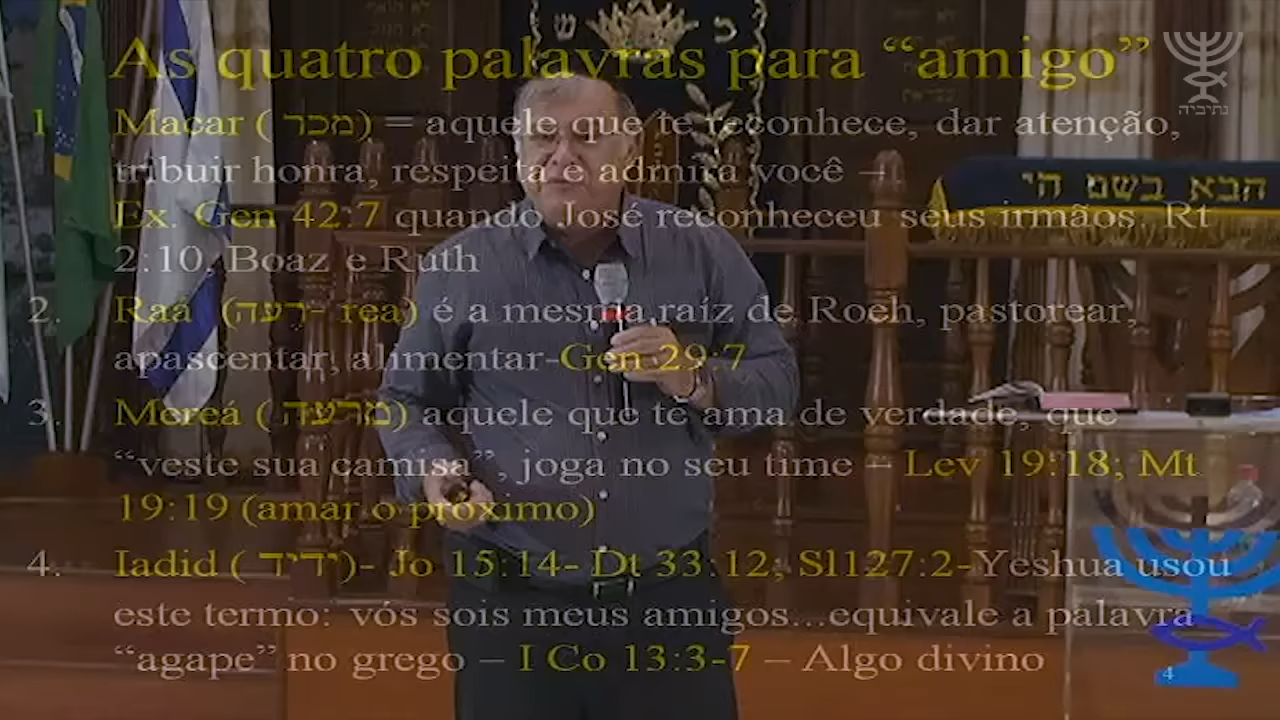 As quatro palavras para “amigo”
1. Macar ( מכר) = aquele que te reconhece, dar atenção,
tribuir honra, respeita e admira você –
Ex. Gen 42:7 quando José reconheceu seus irmãos. Rt
2:10, Boaz e Ruth
2. Raá (רעה- rea) é a mesma raíz de Roeh, pastorear,
apascentar, alimentar-Gen 29:7
3. Mereá ( מרעה) aquele que te ama de verdade, que
“veste sua camisa”, joga no seu time – Lev 19:18; Mt
19:19 (amar o próximo)
4. Iadid ( ידיד)- Jo 15:14- Dt 33:12; Sl127:2-Yeshua usou
este termo: vós sois meus amigos...equivale a palavra
“agape” no grego – I Co 13:3-7 – Algo divino
4
נתיביה
הבא בשם הי
ש
כ